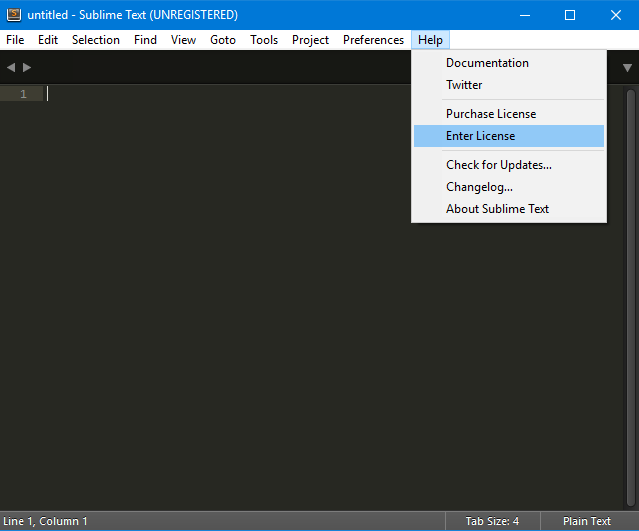 untitled - Sublime Text (UNREGISTERED)
File Edit Selection Find View Goto Tools Project Preferences Help
Documentation
Twitter
Purchase License
Enter License
Check for Updates...
Changelog...
About Sublime Text
1
Line 1, Column 1 Tab Size: 4 Plain Text